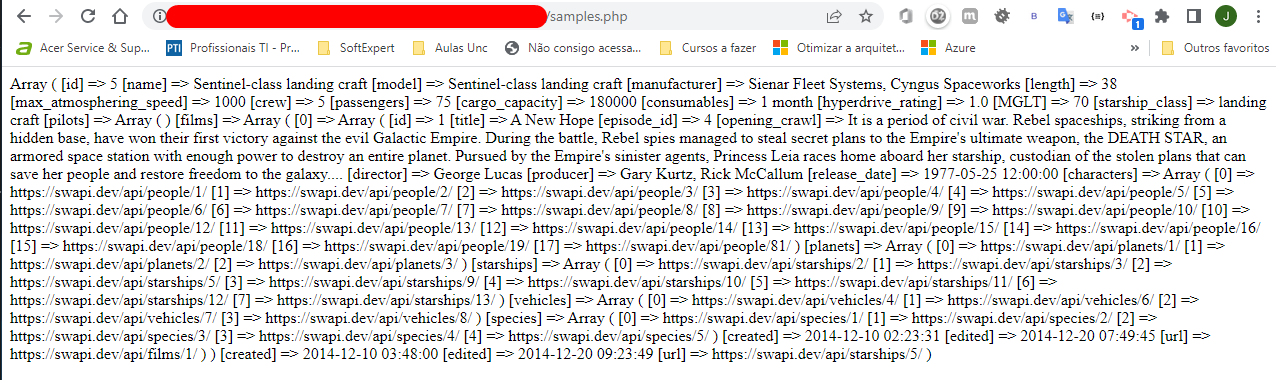 /samples.php
J
1
Acer Service & Sup...
PTI
Profissionais TI - Pr...
SoftExpert
Aulas Unc
Não consigo acessa...
Cursos a fazer
Otimizar a arquitet...
Azure
»
Outros favoritos
Array ( [id] => 5 [name] => Sentinel-class landing craft [model] => Sentinel-class landing craft [manufacturer] => Sienar Fleet Systems, Cyngus Spaceworks [length] => 38
[max_atmosphering_speed] => 1000 [crew] => 5 [passengers] => 75 [cargo_capacity] => 180000 [consumables] => 1 month [hyperdrive_rating] => 1.0 [MGLT] => 70 [starship_class] => landing
craft [pilots] => Array ( ) [films] => Array ( [0] => Array ( [id] => 1 [title] => A New Hope [episode_id] => 4 [opening_crawl] => It is a period of civil war. Rebel spaceships, striking from a
hidden base, have won their first victory against the evil Galactic Empire. During the battle, Rebel spies managed to steal secret plans to the Empire's ultimate weapon, the DEATH STAR, an
armored space station with enough power to destroy an entire planet. Pursued by the Empire's sinister agents, Princess Leia races home aboard her starship, custodian of the stolen plans that can
save her people and restore freedom to the galaxy.... [director] => George Lucas [producer] => Gary Kurtz, Rick McCallum [release_date] => 1977-05-25 12:00:00 [characters] => Array ( [0] =>
https://swapi.dev/api/people/1/ [1] => https://swapi.dev/api/people/2/ [2] => https://swapi.dev/api/people/3/ [3] => https://swapi.dev/api/people/4/ [4] => https://swapi.dev/api/people/5/ [5] =>
https://swapi.dev/api/people/6/ [6] => https://swapi.dev/api/people/7/ [7] => https://swapi.dev/api/people/8/ [8] => https://swapi.dev/api/people/9/ [9] => https://swapi.dev/api/people/10/ [10] =>
https://swapi.dev/api/people/12/ [11] => https://swapi.dev/api/people/13/ [12] => https://swapi.dev/api/people/14/ [13] => https://swapi.dev/api/people/15/ [14] => https://swapi.dev/api/people/16/
[15] => https://swapi.dev/api/people/18/ [16] => https://swapi.dev/api/people/19/ [17] => https://swapi.dev/api/people/81/ ) [planets] => Array ( [0] => https://swapi.dev/api/planets/1/ [1] =>
https://swapi.dev/api/planets/2/ [2] => https://swapi.dev/api/planets/3/ ) [starships] => Array ( [0] => https://swapi.dev/api/starships/2/ [1] => https://swapi.dev/api/starships/3/ [2] =>
https://swapi.dev/api/starships/5/ [3] => https://swapi.dev/api/starships/9/ [4] => https://swapi.dev/api/starships/10/ [5] => https://swapi.dev/api/starships/11/ [6] =>
https://swapi.dev/api/starships/12/ [7] => https://swapi.dev/api/starships/13/ ) [vehicles] => Array ( [0] => https://swapi.dev/api/vehicles/4/ [1] => https://swapi.dev/api/vehicles/6/ [2] =>
https://swapi.dev/api/vehicles/7/ [3] => https://swapi.dev/api/vehicles/8/ ) [species] => Array ( [0] => https://swapi.dev/api/species/1/ [1] => https://swapi.dev/api/species/2/ [2] =>
https://swapi.dev/api/species/3/ [3] => https://swapi.dev/api/species/4/ [4] => https://swapi.dev/api/species/5/ ) [created] => 2014-12-10 02:23:31 [edited] => 2014-12-20 07:49:45 [url] =>
https://swapi.dev/api/films/1/ ) ) [created] => 2014-12-10 03:48:00 [edited] => 2014-12-20 09:23:49 [url] => https://swapi.dev/api/starships/5/ )